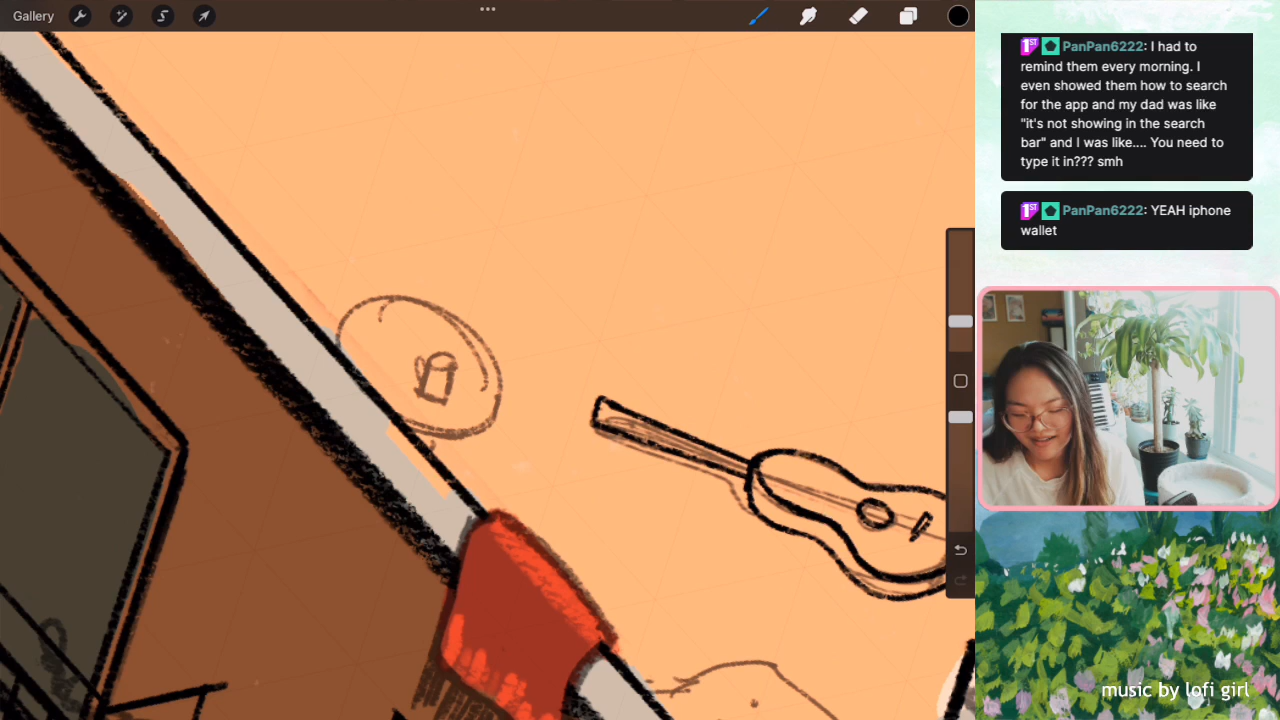 Gallery
1ST PanPan6222: I had to
remind them every morning. I
even showed them how to search
for the app and my dad was like
"it's not showing in the search
bar" and I was like.... You need to
type it in??? smh
1ST PanPan6222: YEAH iphone
wallet
music by lofi girl